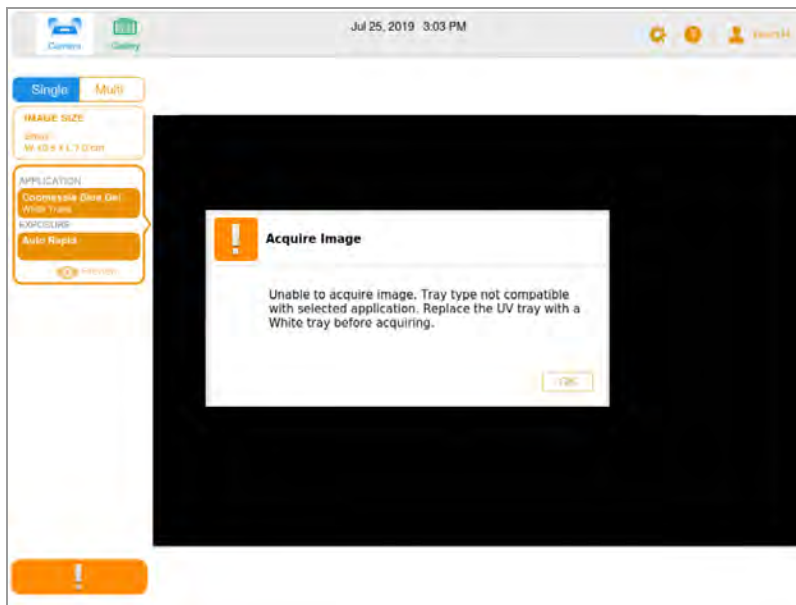 Jul 25, 2019 3:03 PM
Camera
Gallery
Single
Multi
IMAGE SIZE
APPLICATION
Coomassie Blue Gel
White Trans
EXPOSURE
Auto Rapid
Acquire Image
Unable to acquire image. Tray type not compatible
with selected application. Replace the UV tray with a
White tray before acquiring.
OK